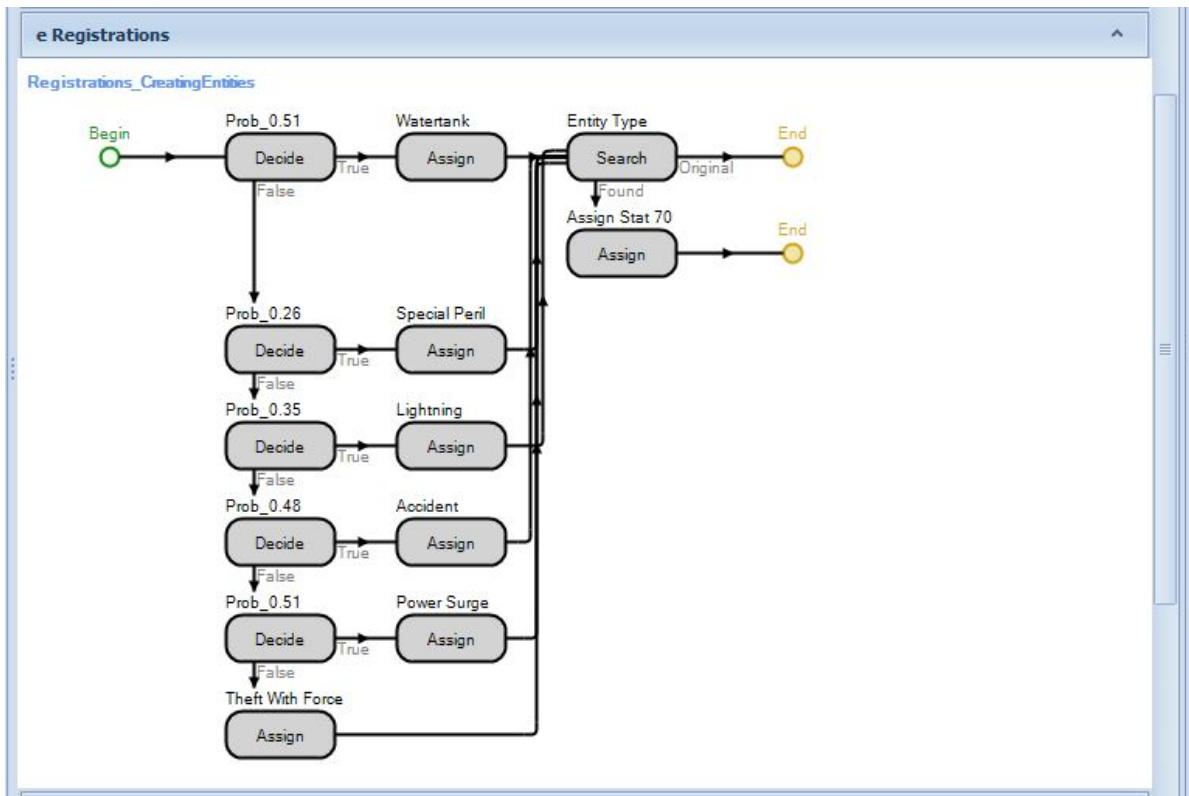 e Registrations
Registrations_CreatingEntities
Begin
Prob_0.51
Decide
True
False
Watertank
Assign
Entity Type
Search
Original
Found
End
Assign Stat 70
Assign
End
Prob_0.26
Decide
True
False
Special Peril
Assign
Prob_0.35
Decide
True
False
Lightning
Assign
Prob_0.48
Decide
True
False
Accident
Assign
Prob_0.51
Decide
True
False
Power Surge
Assign
Theft With Force
Assign